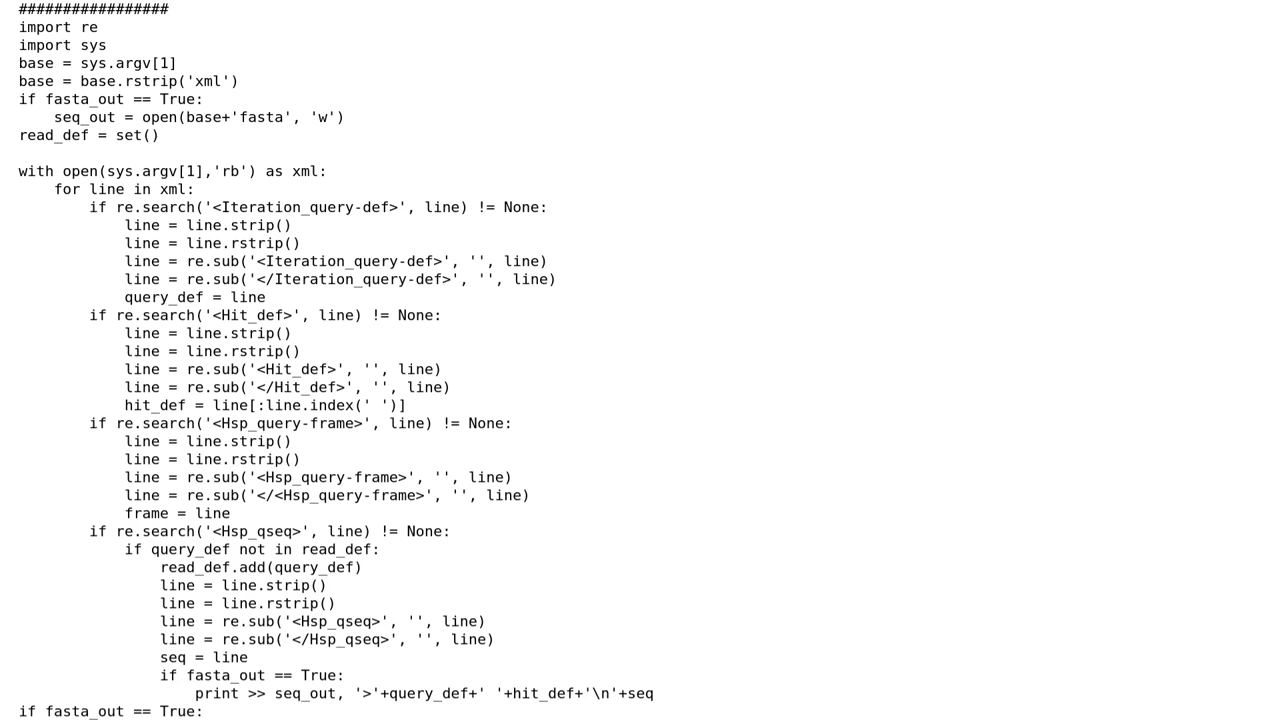 #################
import re
import sys
base = sys.argv[1]
base = base.rstrip('xml')
if fasta_out == True:
    seq_out = open(base+'fasta', 'w')
read_def = set()

with open(sys.argv[1],'rb') as xml:
    for line in xml:
        if re.search('<Iteration_query-def>', line) != None:
            line = line.strip()
            line = line.rstrip()
            line = re.sub('<Iteration_query-def>', '', line)
            line = re.sub('</Iteration_query-def>', '', line)
            query_def = line
        if re.search('<Hit_def>', line) != None:
            line = line.strip()
            line = line.rstrip()
            line = re.sub('<Hit_def>', '', line)
            line = re.sub('</Hit_def>', '', line)
            hit_def = line[:line.index(' ')]
        if re.search('<Hsp_query-frame>', line) != None:
            line = line.strip()
            line = line.rstrip()
            line = re.sub('<Hsp_query-frame>', '', line)
            line = re.sub('</<Hsp_query-frame>', '', line)
            frame = line
        if re.search('<Hsp_qseq>', line) != None:
            if query_def not in read_def:
                read_def.add(query_def)
                line = line.strip()
                line = line.rstrip()
                line = re.sub('<Hsp_qseq>', '', line)
                line = re.sub('</Hsp_qseq>', '', line)
                seq = line
                if fasta_out == True:
                    print >> seq_out, '>'+query_def+' '+hit_def+'\n'+seq
if fasta_out == True: